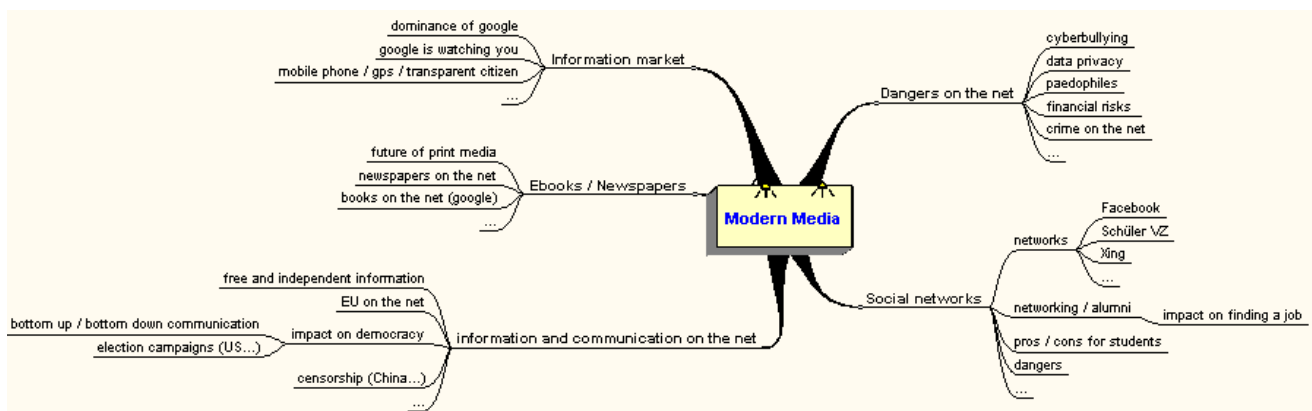 dominance of google
google is watching you
mobile phone / gps / transparent citizen
...
Information market
future of print media
newspapers on the net
books on the net (google)
...
Ebooks / Newspapers
free and independent information
EU on the net
bottom up / bottom down communication
election campaigns (US...)
impact on democracy
censorship (China...)
...
information and communication on the net
Modern Media
Dangers on the net
cyberbullying
data privacy
paedophiles
financial risks
crime on the net
...
Social networks
networks
Facebook
Schüler VZ
Xing
...
networking / alumni
impact on finding a job
pros / cons for students
dangers
...